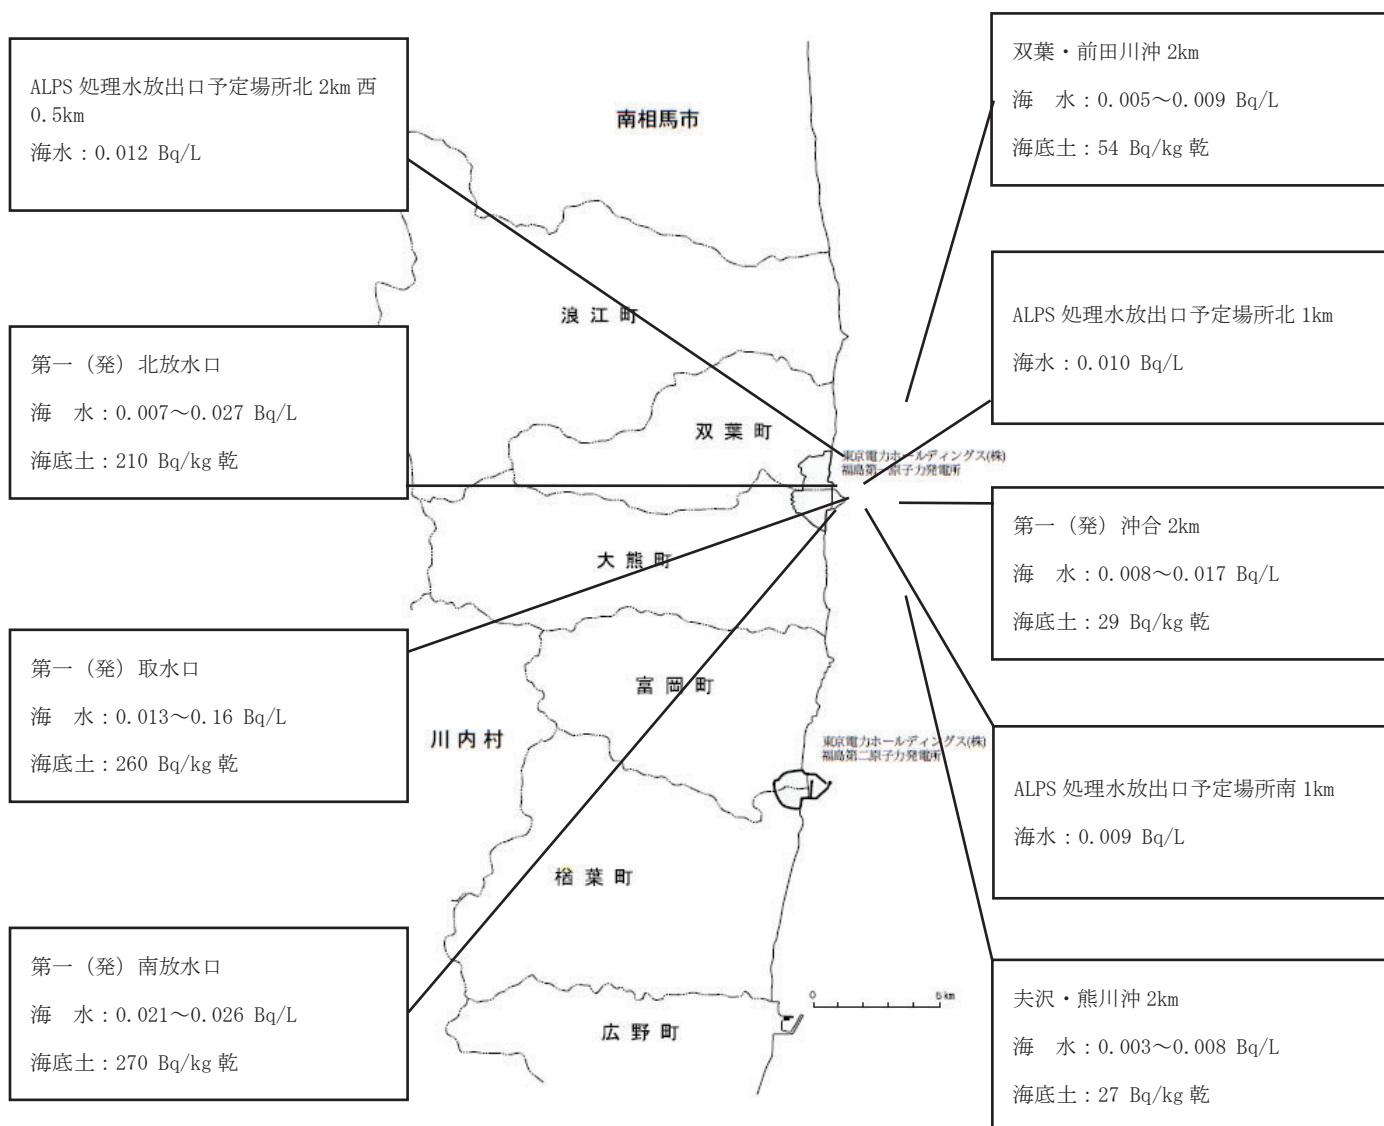 ALPS 処理水放出口予定場所北 2km 西
0.5km
海水：0.012 Bq/L
第一（発）北放水口
海　水：0.007～0.027 Bq/L
海底土：210 Bq/kg 乾
第一（発）取水口
海　水：0.013～0.16 Bq/L
海底土：260 Bq/kg 乾
第一（発）南放水口
海　水：0.021～0.026 Bq/L
海底土：270 Bq/kg 乾
南相馬市
浪江町
双葉町
東京電力ホールディングス(株)
福島第一原子力発電所
大熊町
富岡町
川内村
東京電力ホールディングス(株)
福島第二原子力発電所
楢葉町
0 5km
広野町
双葉・前田川沖 2km
海　水：0.005～0.009 Bq/L
海底土：54 Bq/kg 乾
ALPS 処理水放出口予定場所北 1km
海水：0.010 Bq/L
第一（発）沖合 2km
海　水：0.008～0.017 Bq/L
海底土：29 Bq/kg 乾
ALPS 処理水放出口予定場所南 1km
海水：0.009 Bq/L
夫沢・熊川沖 2km
海　水：0.003～0.008 Bq/L
海底土：27 Bq/kg 乾